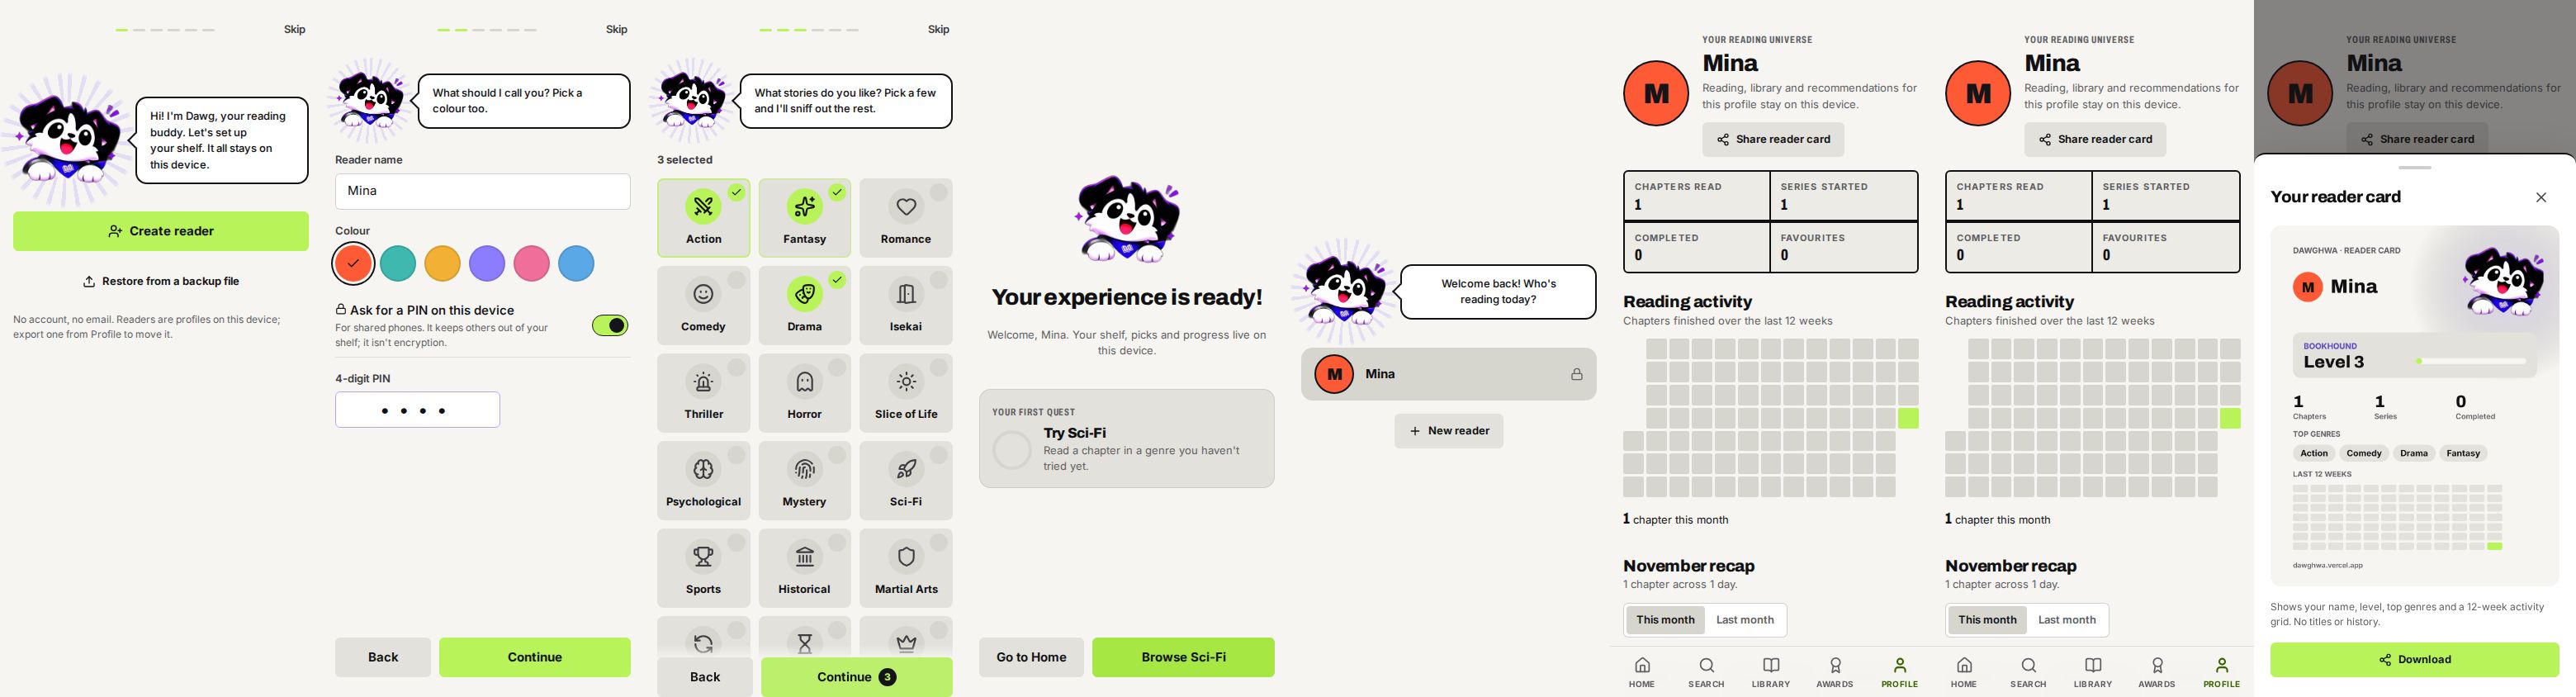 Skip
Hi! I'm Dawg, your reading
buddy. Let's set up
your shelf. It all stays on
this device.
Create reader
Restore from a backup file
No account, no email. Readers are profiles on this device;
export one from Profile to move it.
Skip
What should I call you? Pick a
colour too.
Reader name
Mina
Colour
Ask for a PIN on this device
For shared phones. It keeps others out of your
shelf; it isn't encryption.
4-digit PIN
Back
Continue
Skip
What stories do you like? Pick a few
and I'll sniff out the rest.
3 selected
Action
Fantasy
Romance
Comedy
Drama
Isekai
Thriller
Horror
Slice of Life
Psychological
Mystery
Sci-Fi
Sports
Historical
Martial Arts
Back
Continue 3
Your experience is ready!
Welcome, Mina. Your shelf, picks and progress live on
this device.
YOUR FIRST QUEST
Try Sci-Fi
Read a chapter in a genre you haven't
tried yet.
Go to Home
Browse Sci-Fi
Welcome back! Who's
reading today?
M
Mina
New reader
YOUR READING UNIVERSE
M
Mina
Reading, library and recommendations for
this profile stay on this device.
Share reader card
CHAPTERS READ
1
SERIES STARTED
1
COMPLETED
0
FAVOURITES
0
Reading activity
Chapters finished over the last 12 weeks
1 chapter this month
November recap
1 chapter across 1 day.
This month
Last month
HOME
SEARCH
LIBRARY
AWARDS
PROFILE
YOUR READING UNIVERSE
M
Mina
Reading, library and recommendations for
this profile stay on this device.
Share reader card
CHAPTERS READ
1
SERIES STARTED
1
COMPLETED
0
FAVOURITES
0
Reading activity
Chapters finished over the last 12 weeks
1 chapter this month
November recap
1 chapter across 1 day.
This month
Last month
HOME
SEARCH
LIBRARY
AWARDS
PROFILE
YOUR READING UNIVERSE
M
Mina
Reading, library and recommendations for
this profile stay on this device.
Share reader card
Your reader card
DAWGHWA · READER CARD
M
Mina
BOOKHOUND
Level 3
1
Chapters
1
Series
0
Completed
TOP GENRES
Action
Comedy
Drama
Fantasy
LAST 12 WEEKS
dawghwa.vercel.app
Shows your name, level, top genres and a 12-week activity
grid. No titles or history.
Download